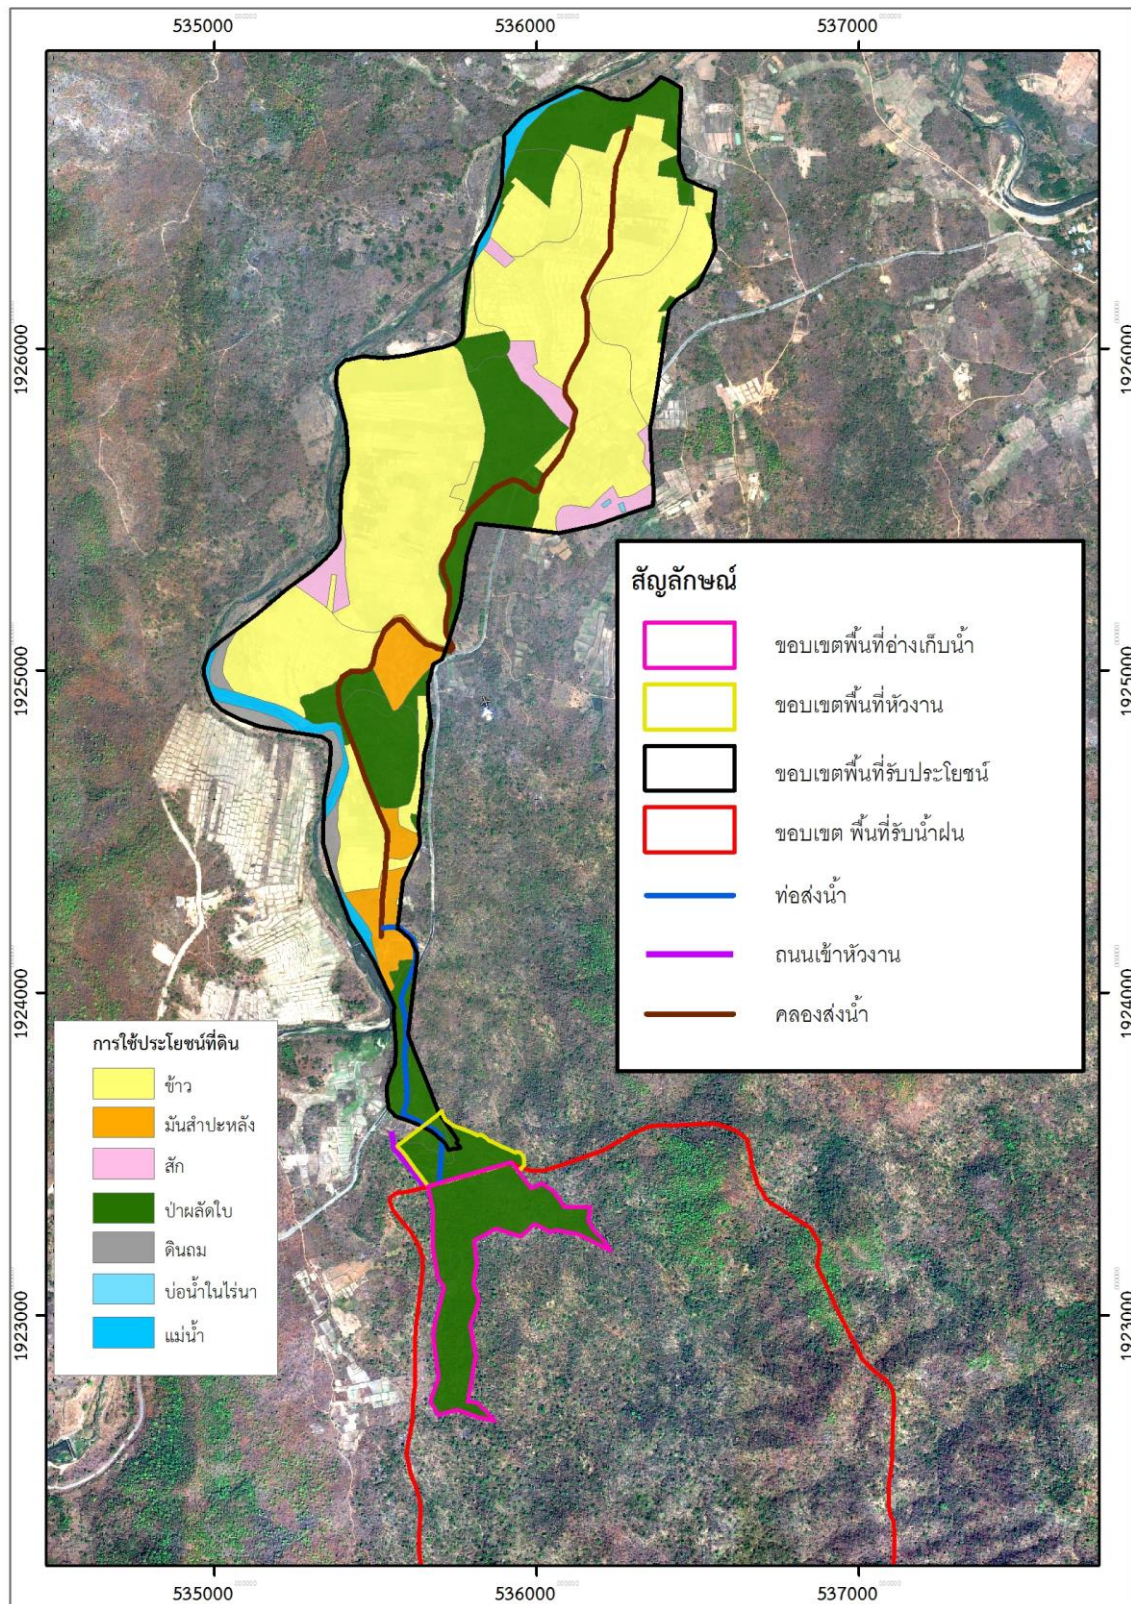 535000 536000 537000
1926000 1926000
สัญลักษณ์
ขอบเขตพื้นที่อ่างเก็บน้ำ
1925000 1925000
ขอบเขตพื้นที่หัวงาน
ขอบเขตพื้นที่รับประโยชน์
ขอบเขต พื้นที่รับน้ำฝน
ท่อส่งน้ำ
ถนนเข้าหัวงาน
1924000 1924000
คลองส่งน้ำ
การใช้ประโยชน์ที่ดิน
ข้าว
มันสำปะหลัง
สัก
ป่าผลัดใบ
ดินถม
บ่อน้ำในไร่นา
แม่น้ำ
1923000 1923000
535000 536000 537000